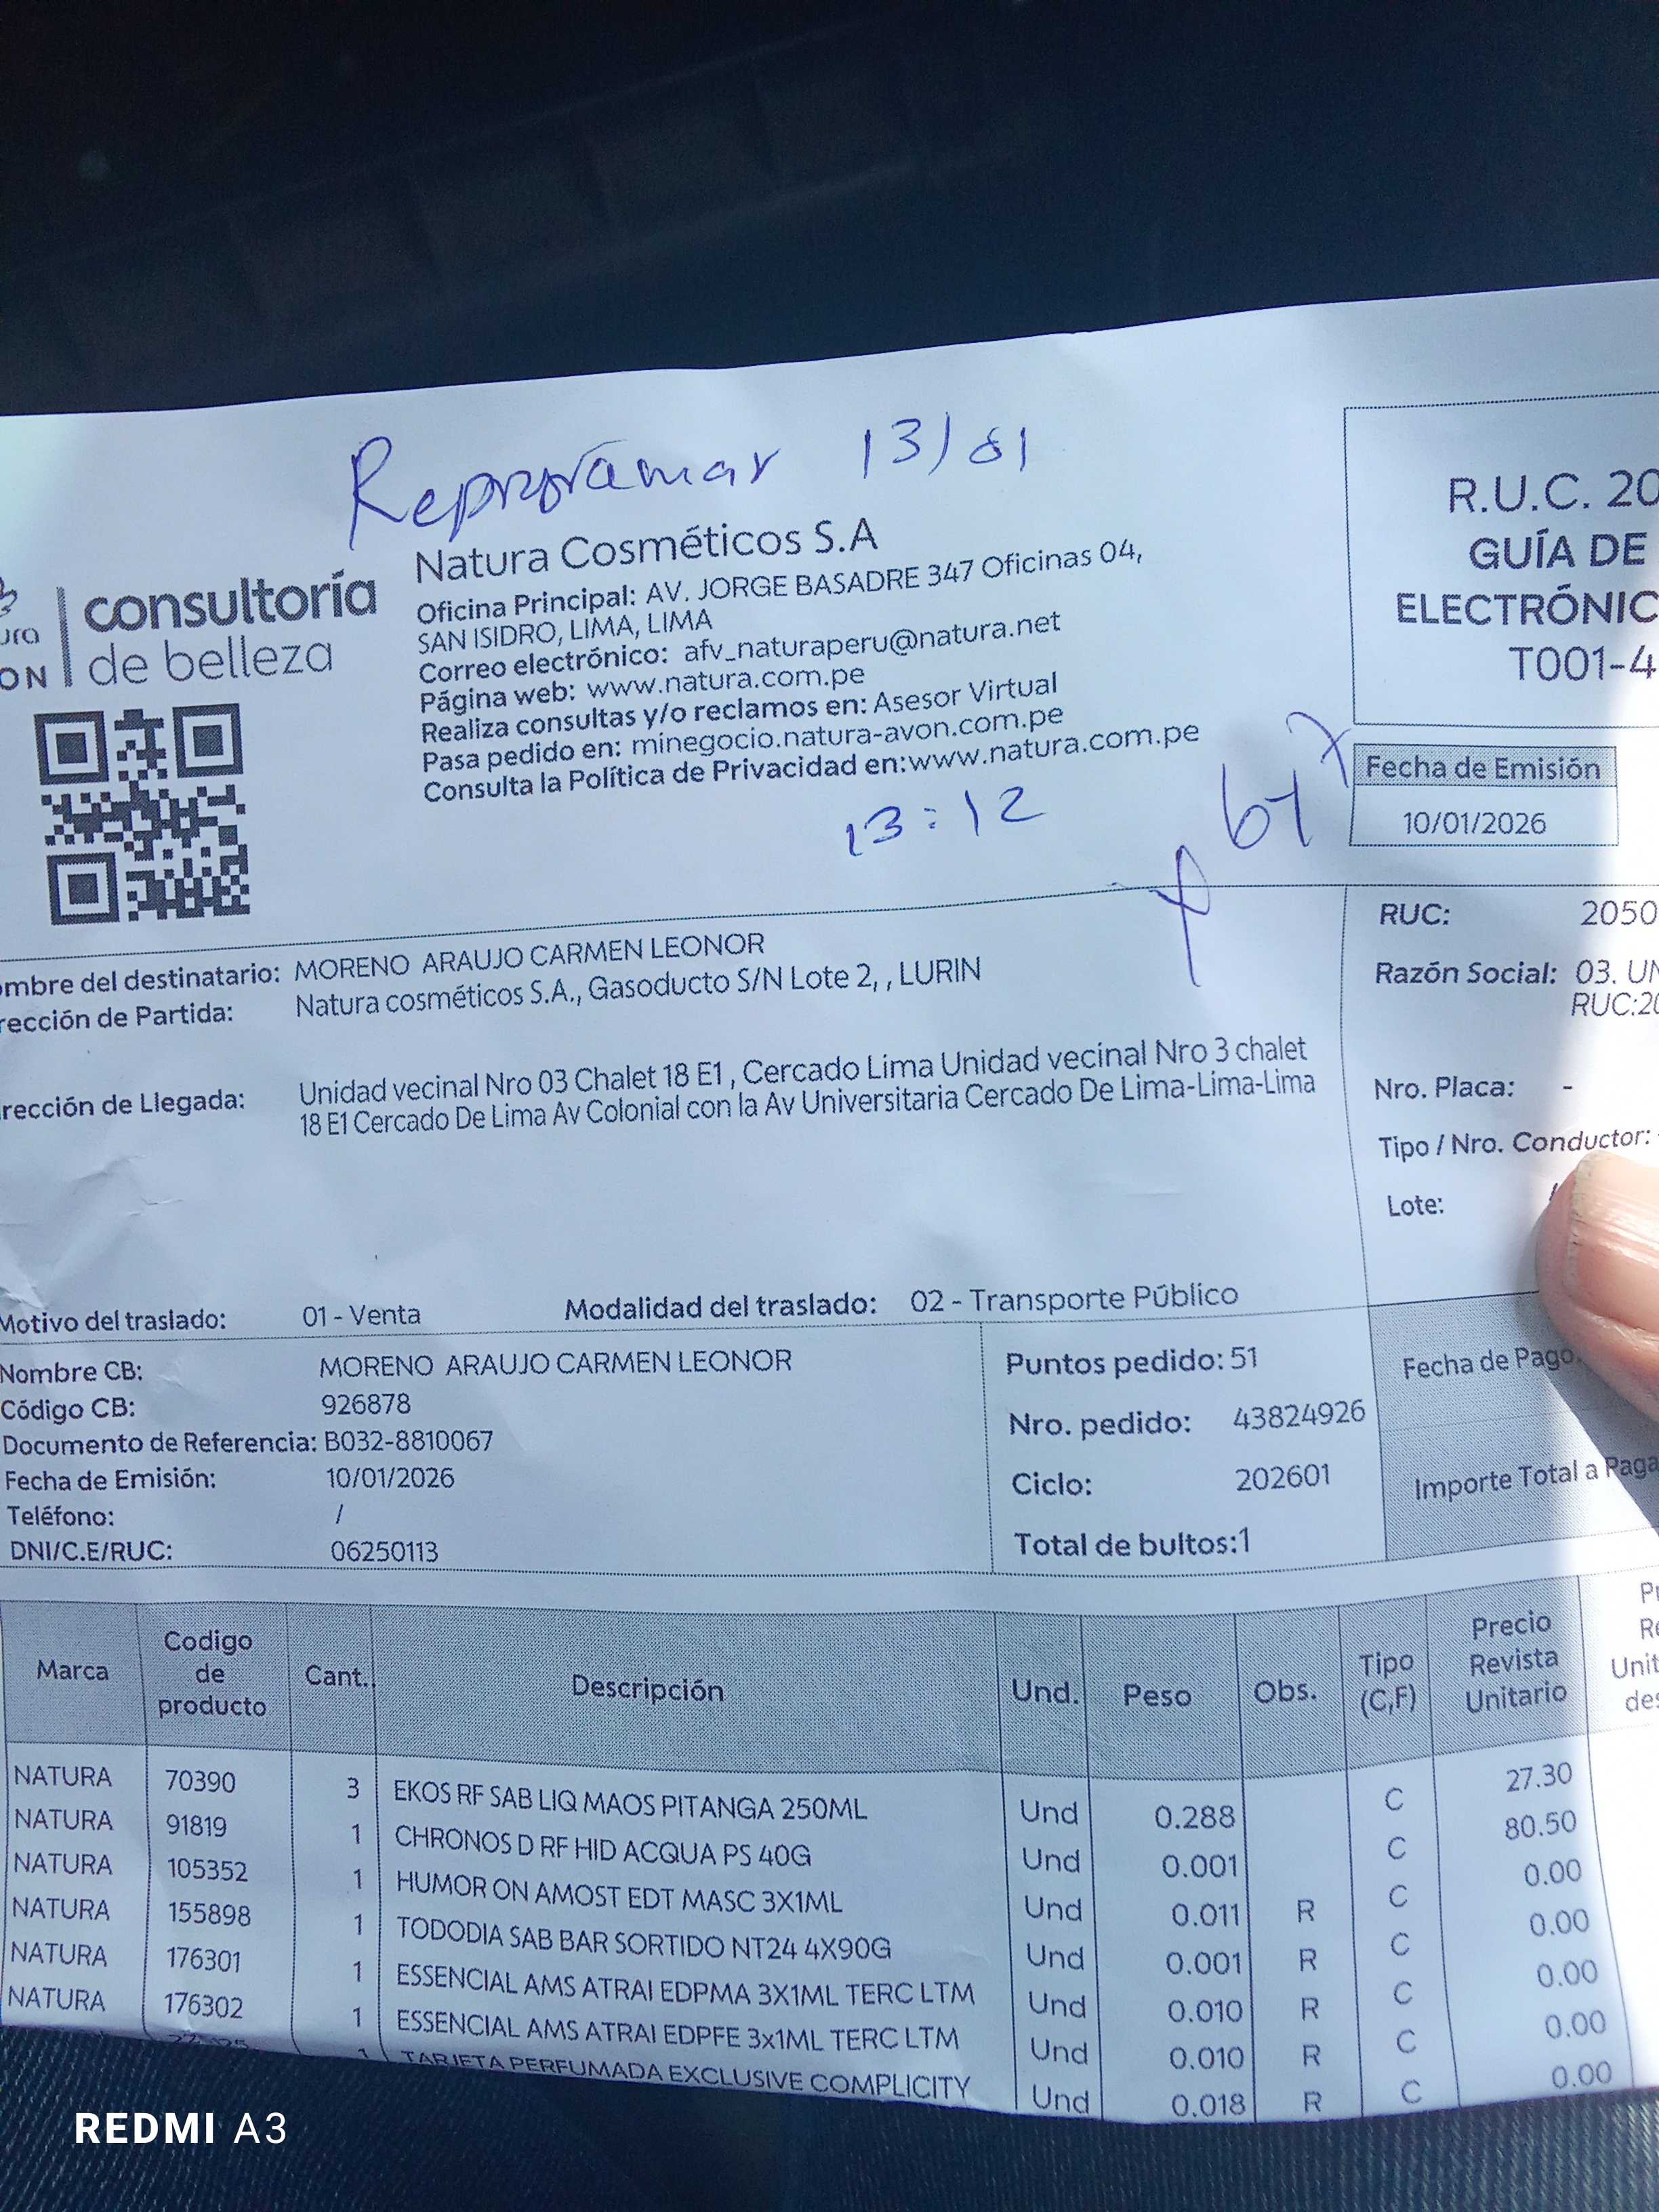 Reprogramar 13/01
consultoría
de belleza
Natura Cosméticos S.A
Oficina Principal: AV. JORGE BASADRE 347 Oficinas 04,
SAN ISIDRO, LIMA, LIMA
Correo electrónico: afv_naturaperu@natura.net
Página web: www.natura.com.pe
Realiza consultas y/o reclamos en: Asesor Virtual
Pasa pedido en: minegocio.natura-avon.com.pe
Consulta la Política de Privacidad en:www.natura.com.pe
13:12
R.U.C. 20
GUÍA DE
ELECTRÓNIC
T001-4
Fecha de Emisión
10/01/2026
mbre del destinatario: MORENO ARAUJO CARMEN LEONOR
rección de Partida: Natura cosméticos S.A., Gasoducto S/N Lote 2, , LURIN
rección de Llegada: Unidad vecinal Nro 03 Chalet 18 E1 , Cercado Lima Unidad vecinal Nro 3 chalet
18 E1 Cercado De Lima Av Colonial con la Av Universitaria Cercado De Lima-Lima-Lima
RUC: 2050
Razón Social: 03. UN
RUC:20
Nro. Placa: -
Tipo / Nro. Conductor:
Lote:
Motivo del traslado: 01 - Venta Modalidad del traslado: 02 - Transporte Público
Nombre CB: MORENO ARAUJO CARMEN LEONOR
Código CB: 926878
Documento de Referencia: B032-8810067
Fecha de Emisión: 10/01/2026
Teléfono: /
DNI/C.E/RUC: 06250113
Puntos pedido: 51
Nro. pedido: 43824926
Ciclo: 202601
Total de bultos:1
Fecha de Pago
Importe Total a Paga
Marca Codigo de producto Cant. Descripción Und. Peso Obs. Tipo (C,F) Precio Revista Unitario
NATURA 70390 3 EKOS RF SAB LIQ MAOS PITANGA 250ML Und 0.288 C 27.30
NATURA 91819 1 CHRONOS D RF HID ACQUA PS 40G Und 0.001 C 80.50
NATURA 105352 1 HUMOR ON AMOST EDT MASC 3X1ML Und 0.011 R C 0.00
NATURA 155898 1 TODODIA SAB BAR SORTIDO NT24 4X90G Und 0.001 R C 0.00
NATURA 176301 1 ESSENCIAL AMS ATRAI EDPMA 3X1ML TERC LTM Und 0.010 R C 0.00
NATURA 176302 1 ESSENCIAL AMS ATRAI EDPFE 3x1ML TERC LTM Und 0.010 R C 0.00
1 TARJETA PERFUMADA EXCLUSIVE COMPLICITY Und 0.018 R C 0.00
REDMI A3